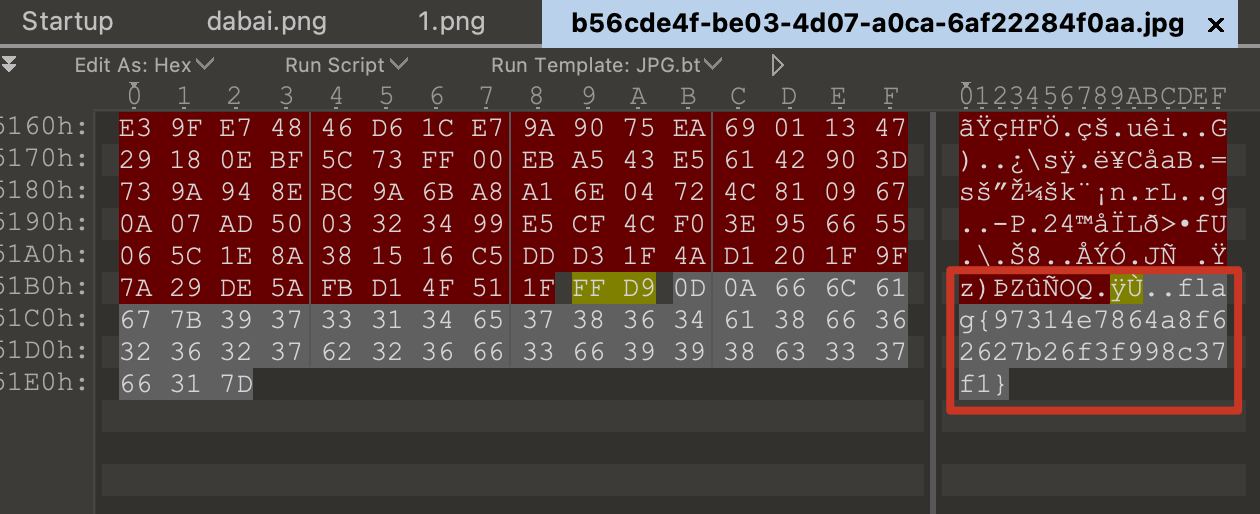 Startup dabai.png 1.png b56cde4f-be03-4d07-a0ca-6af22284f0aa.jpg ×
Edit As: Hex Run Script Run Template: JPG.bt
0 1 2 3 4 5 6 7 8 9 A B C D E F 0123456789ABCDEF
5160h: E3 9F E7 48 46 D6 1C E7 9A 90 75 EA 69 01 13 47 ãŸçHFÖ.çš.uêi..G
5170h: 29 18 0E BF 5C 73 FF 00 EB A5 43 E5 61 42 90 3D )..¿\sÿ.ë¥CåaB.=
5180h: 73 9A 94 8E BC 9A 6B A8 A1 6E 04 72 4C 81 09 67 sš”Ž¼šk¨¡n.rL..g
5190h: 0A 07 AD 50 03 32 34 99 E5 CF 4C F0 3E 95 66 55 ..-P.24™åÏLð>•fU
51A0h: 06 5C 1E 8A 38 15 16 C5 DD D3 1F 4A D1 20 1F 9F .\.Š8..ÅÝÓ.JÑ .Ÿ
51B0h: 7A 29 DE 5A FB D1 4F 51 1F FF D9 0D 0A 66 6C 61 z)ÞZûÑOQ.ÿÙ..fla
51C0h: 67 7B 39 37 33 31 34 65 37 38 36 34 61 38 66 36 g{97314e7864a8f6
51D0h: 32 36 32 37 62 32 36 66 33 66 39 39 38 63 33 37 2627b26f3f998c37
51E0h: 66 31 7D f1}